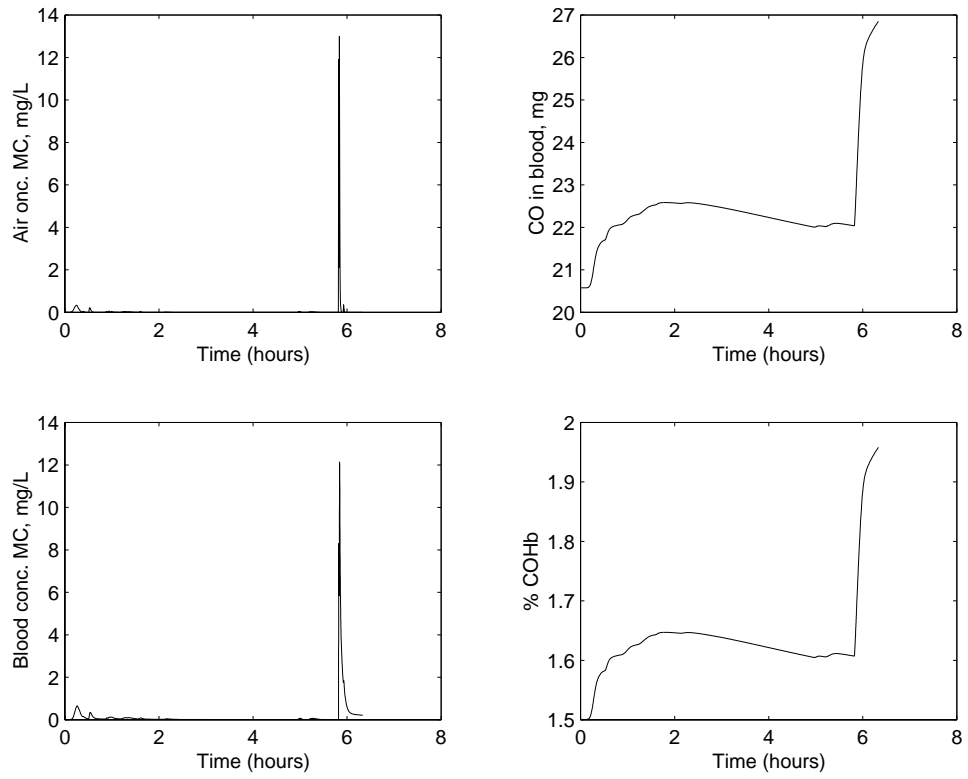 14
12
10
8
6
4
2
0
Air onc. MC, mg/L
0 2 4 6 8
Time (hours)
27
26
25
24
23
22
21
20
CO in blood, mg
0 2 4 6 8
Time (hours)
14
12
10
8
6
4
2
0
Blood conc. MC, mg/L
0 2 4 6 8
Time (hours)
2
1.9
1.8
1.7
1.6
1.5
% COHb
0 2 4 6 8
Time (hours)